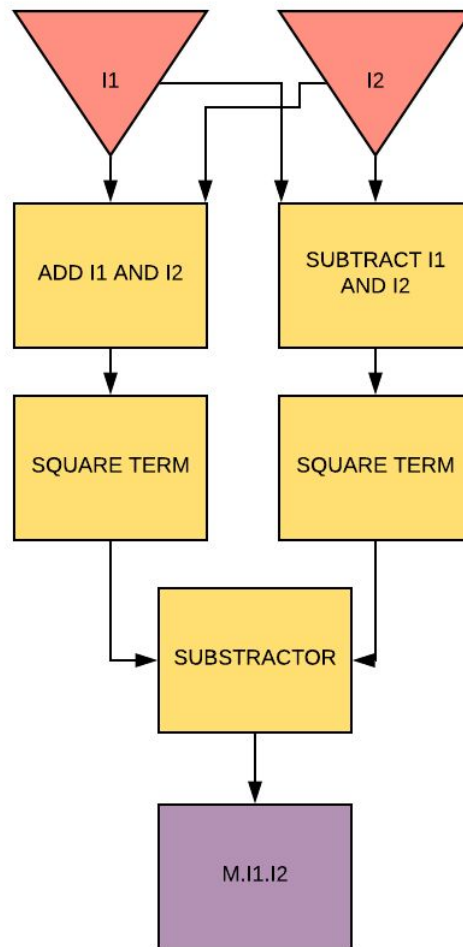 I1
I2
ADD I1 AND I2
SUBTRACT I1
AND I2
SQUARE TERM
SQUARE TERM
SUBSTRACTOR
M.I1.I2